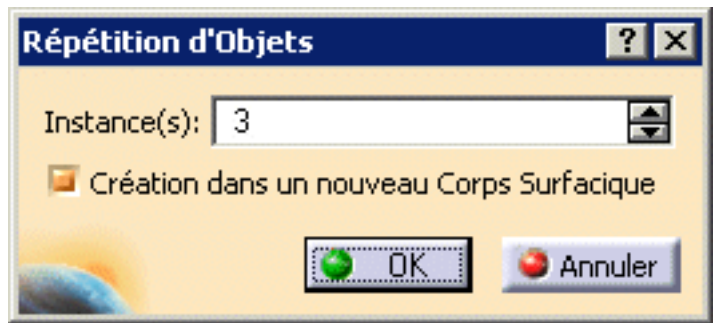 Répétition d'Objets ? X
Instance(s): 3
Création dans un nouveau Corps Surfacique
OK Annuler